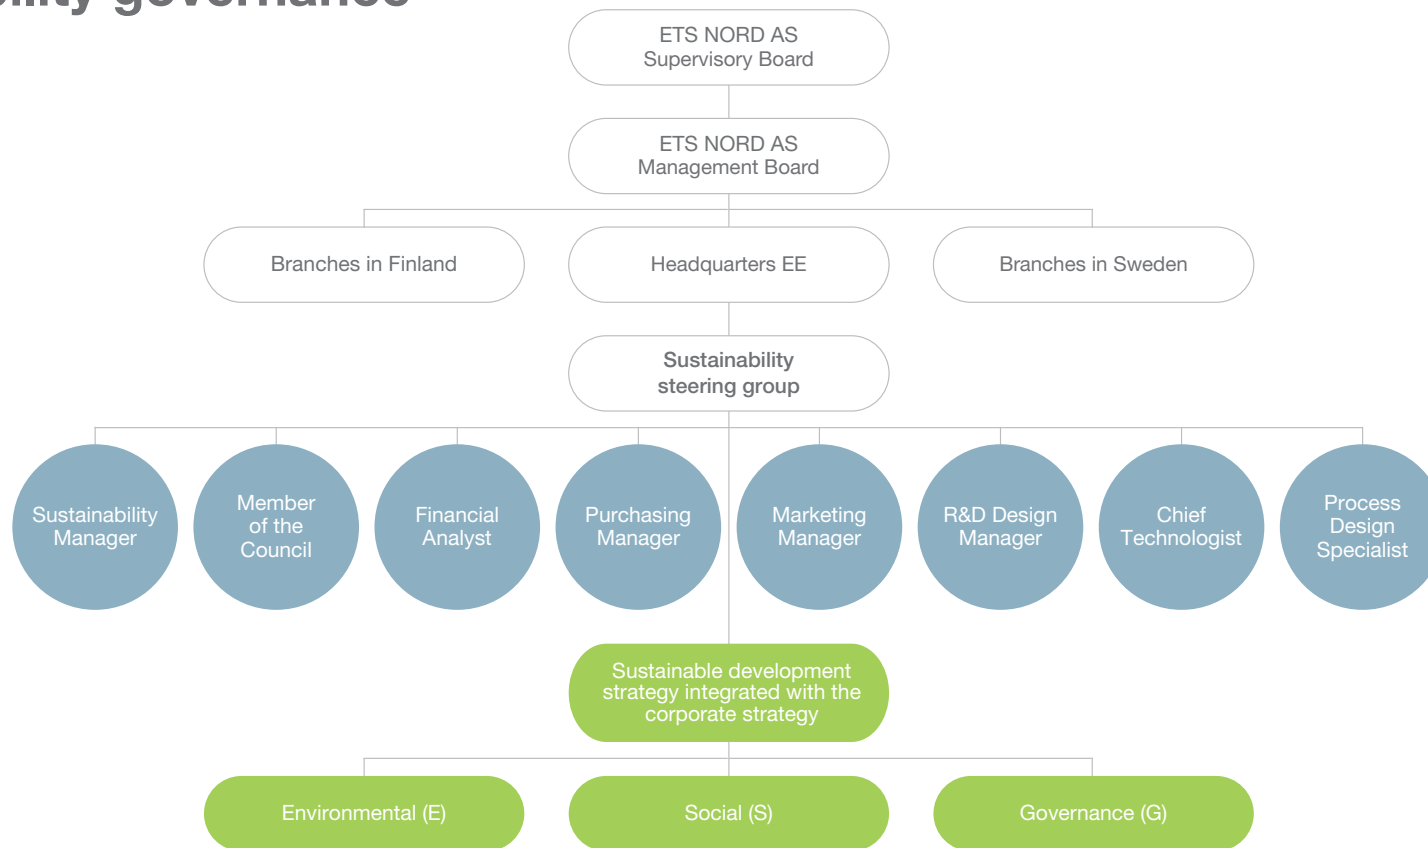 governance
ETS NORD AS
Supervisory Board
ETS NORD AS
Management Board
Branches in Finland
Headquarters EE
Branches in Sweden
Sustainability
steering group
Sustainability
Manager
Member
of the
Council
Financial
Analyst
Purchasing
Manager
Marketing
Manager
R&D Design
Manager
Chief
Technologist
Process
Design
Specialist
Sustainable development
strategy integrated with the
corporate strategy
Environmental (E)
Social (S)
Governance (G)